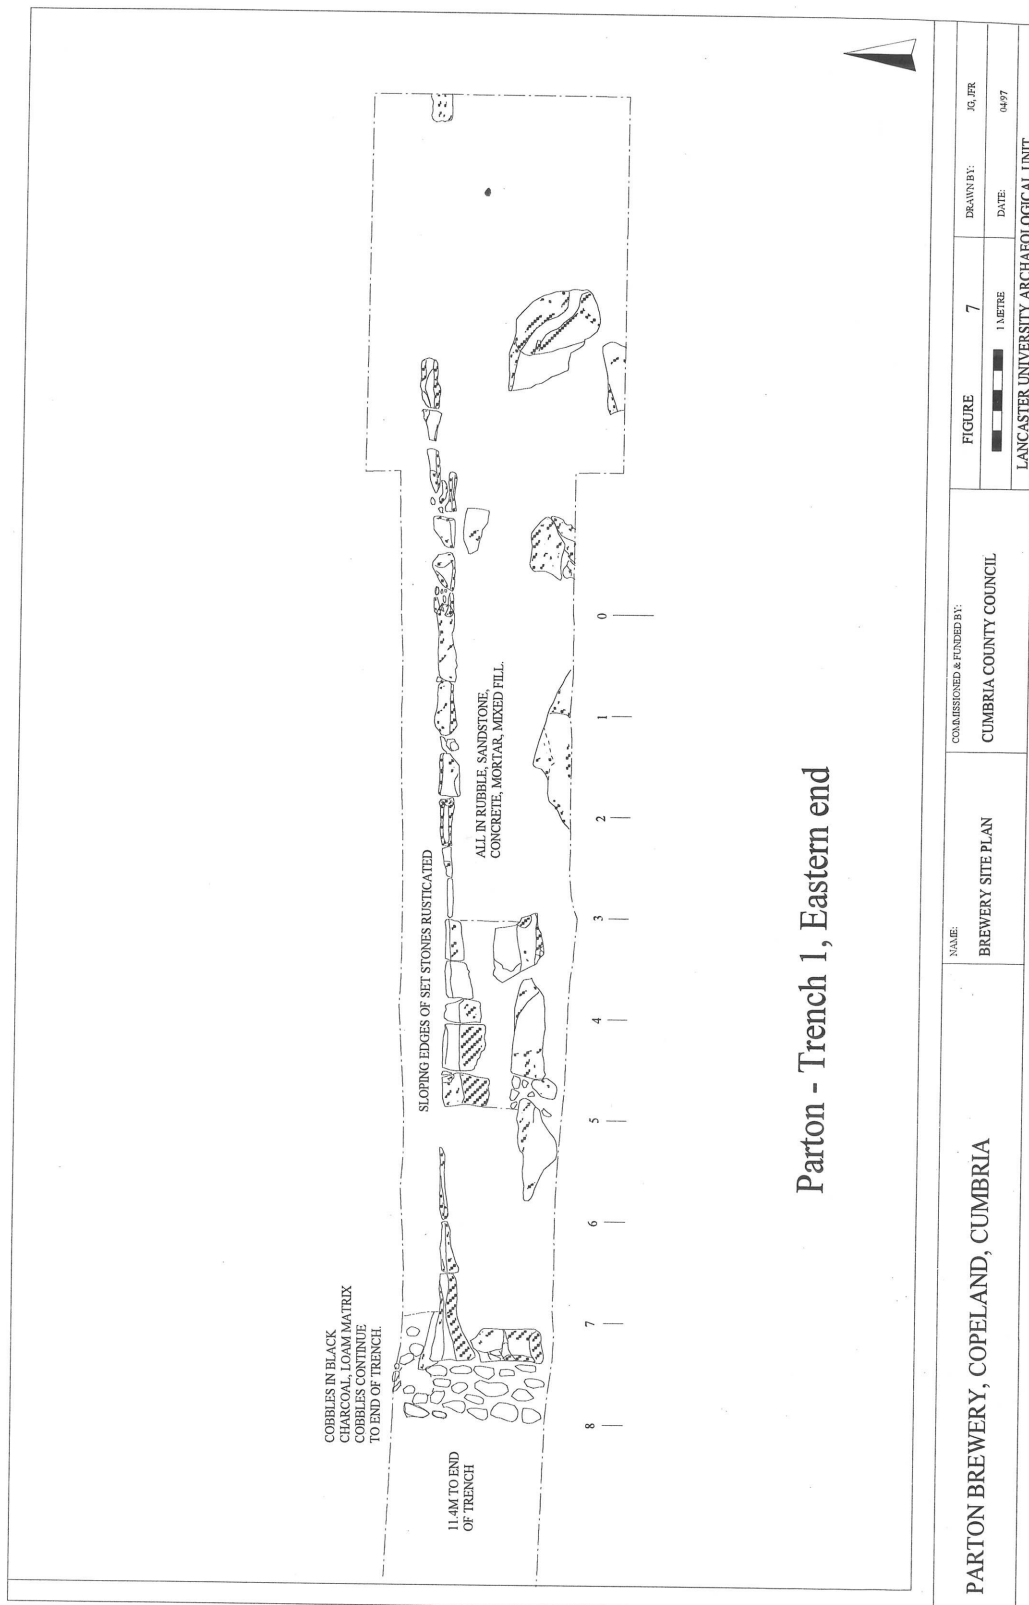 COBBLES IN BLACK
CHARCOAL, LOAM MATRIX
COBBLES CONTINUE
TO END OF TRENCH.
11.4M TO END
OF TRENCH
SLOPING EDGES OF SET STONES RUSTICATED
ALL IN RUBBLE, SANDSTONE,
CONCRETE, MORTAR, MIXED FILL.
8 7 6 5 4 3 2 1 0
Parton - Trench 1, Eastern end
PARTON BREWERY, COPELAND, CUMBRIA
NAME:
BREWERY SITE PLAN
COMMISSIONED & FUNDED BY:
CUMBRIA COUNTY COUNCIL
FIGURE 7
1 METRE
DRAWN BY: JG, JFR
DATE: 04/97
LANCASTER UNIVERSITY ARCHAEOLOGICAL UNIT